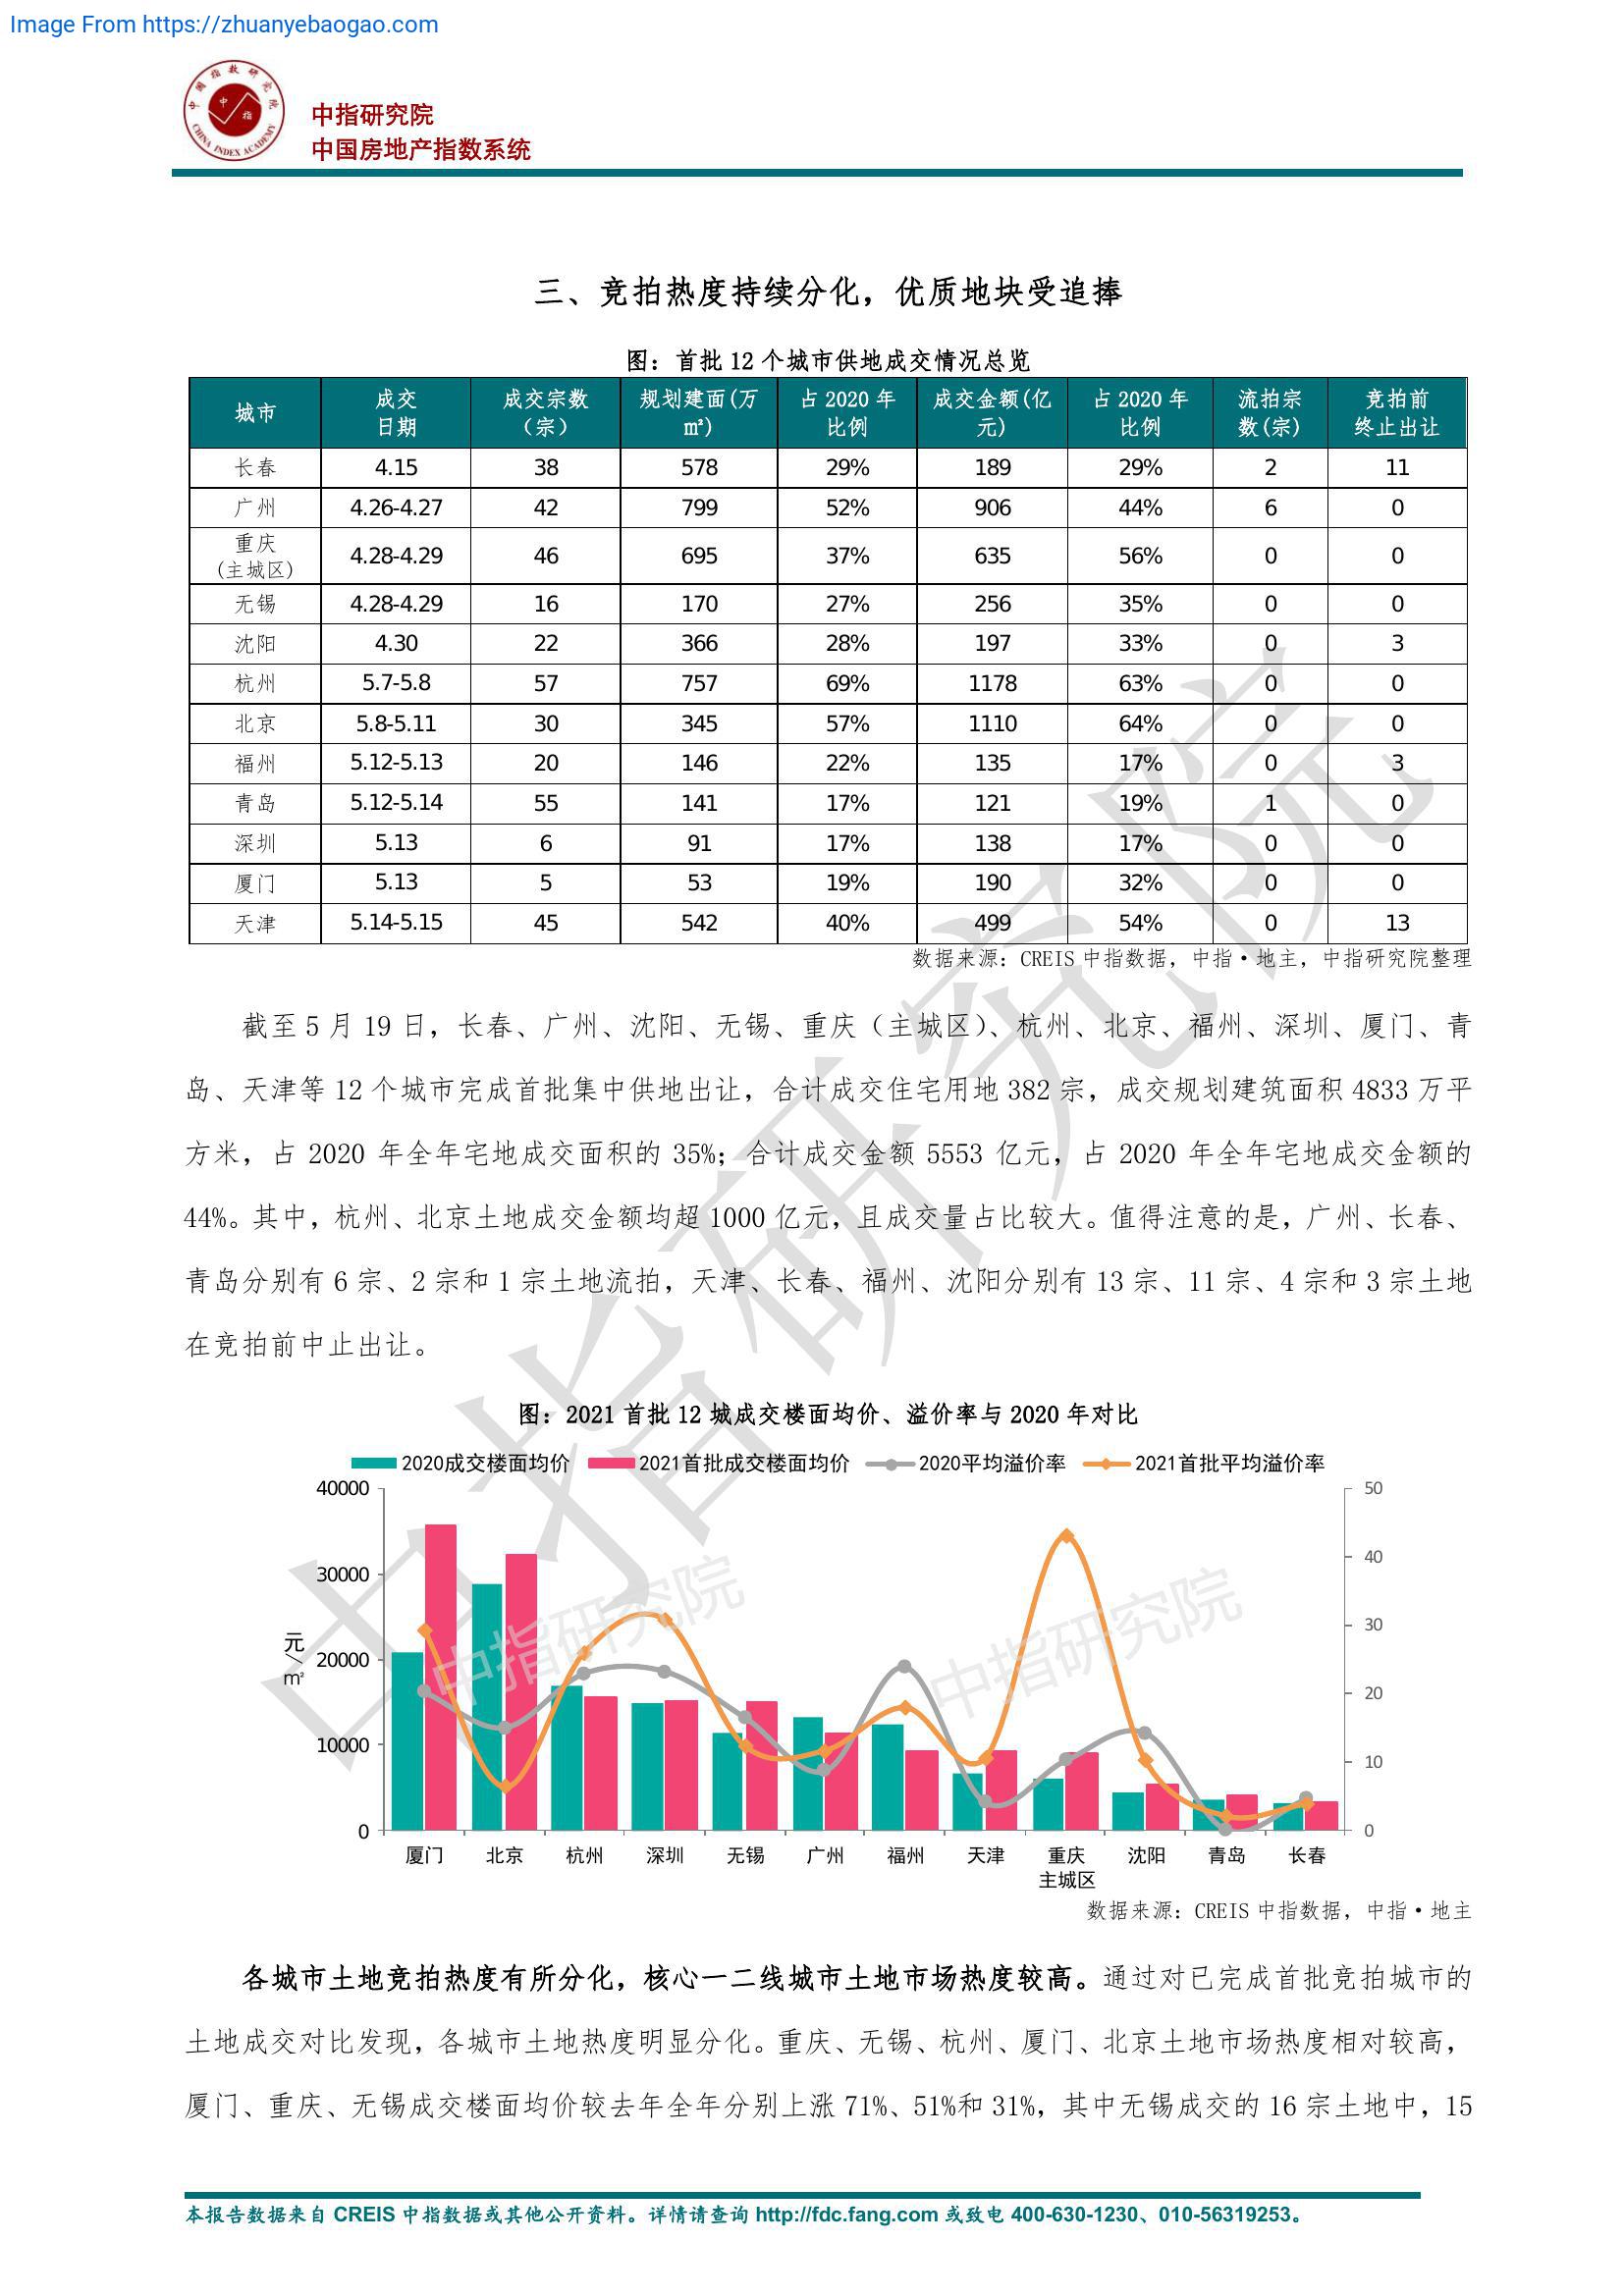 Image From https://zhuanyebaogao.com
中国指数研究院
中指
CHINA INDEX ACADEMY
中指研究院
中国房地产指数系统
三、竞拍热度持续分化，优质地块受追捧
图：首批 12 个城市供地成交情况总览
城市 成交日期 成交宗数（宗） 规划建面(万㎡) 占 2020 年比例 成交金额(亿元) 占 2020 年比例 流拍宗数(宗) 竞拍前终止出让
长春 4.15 38 578 29% 189 29% 2 11
广州 4.26-4.27 42 799 52% 906 44% 6 0
重庆(主城区) 4.28-4.29 46 695 37% 635 56% 0 0
无锡 4.28-4.29 16 170 27% 256 35% 0 0
沈阳 4.30 22 366 28% 197 33% 0 3
杭州 5.7-5.8 57 757 69% 1178 63% 0 0
北京 5.8-5.11 30 345 57% 1110 64% 0 0
福州 5.12-5.13 20 146 22% 135 17% 0 3
青岛 5.12-5.14 55 141 17% 121 19% 1 0
深圳 5.13 6 91 17% 138 17% 0 0
厦门 5.13 5 53 19% 190 32% 0 0
天津 5.14-5.15 45 542 40% 499 54% 0 13
数据来源：CREIS 中指数据，中指·地主，中指研究院整理
截至 5 月 19 日，长春、广州、沈阳、无锡、重庆（主城区）、杭州、北京、福州、深圳、厦门、青
岛、天津等 12 个城市完成首批集中供地出让，合计成交住宅用地 382 宗，成交规划建筑面积 4833 万平
方米，占 2020 年全年宅地成交面积的 35%；合计成交金额 5553 亿元，占 2020 年全年宅地成交金额的
44%。其中，杭州、北京土地成交金额均超 1000 亿元，且成交量占比较大。值得注意的是，广州、长春、
青岛分别有 6 宗、2 宗和 1 宗土地流拍，天津、长春、福州、沈阳分别有 13 宗、11 宗、4 宗和 3 宗土地
在竞拍前中止出让。
中指研究院
图：2021 首批 12 城成交楼面均价、溢价率与 2020 年对比
2020成交楼面均价 2021首批成交楼面均价 2020平均溢价率 2021首批平均溢价率
40000
30000
20000
10000
0
元/㎡
50
40
30
20
10
0
中指研究院
中指研究院
厦门 北京 杭州 深圳 无锡 广州 福州 天津 重庆主城区 沈阳 青岛 长春
数据来源：CREIS 中指数据，中指·地主
各城市土地竞拍热度有所分化，核心一二线城市土地市场热度较高。通过对已完成首批竞拍城市的
土地成交对比发现，各城市土地热度明显分化。重庆、无锡、杭州、厦门、北京土地市场热度相对较高，
厦门、重庆、无锡成交楼面均价较去年全年分别上涨 71%、51%和 31%，其中无锡成交的 16 宗土地中，15
本报告数据来自 CREIS 中指数据或其他公开资料。详情请查询 http://fdc.fang.com 或致电 400-630-1230、010-56319253。